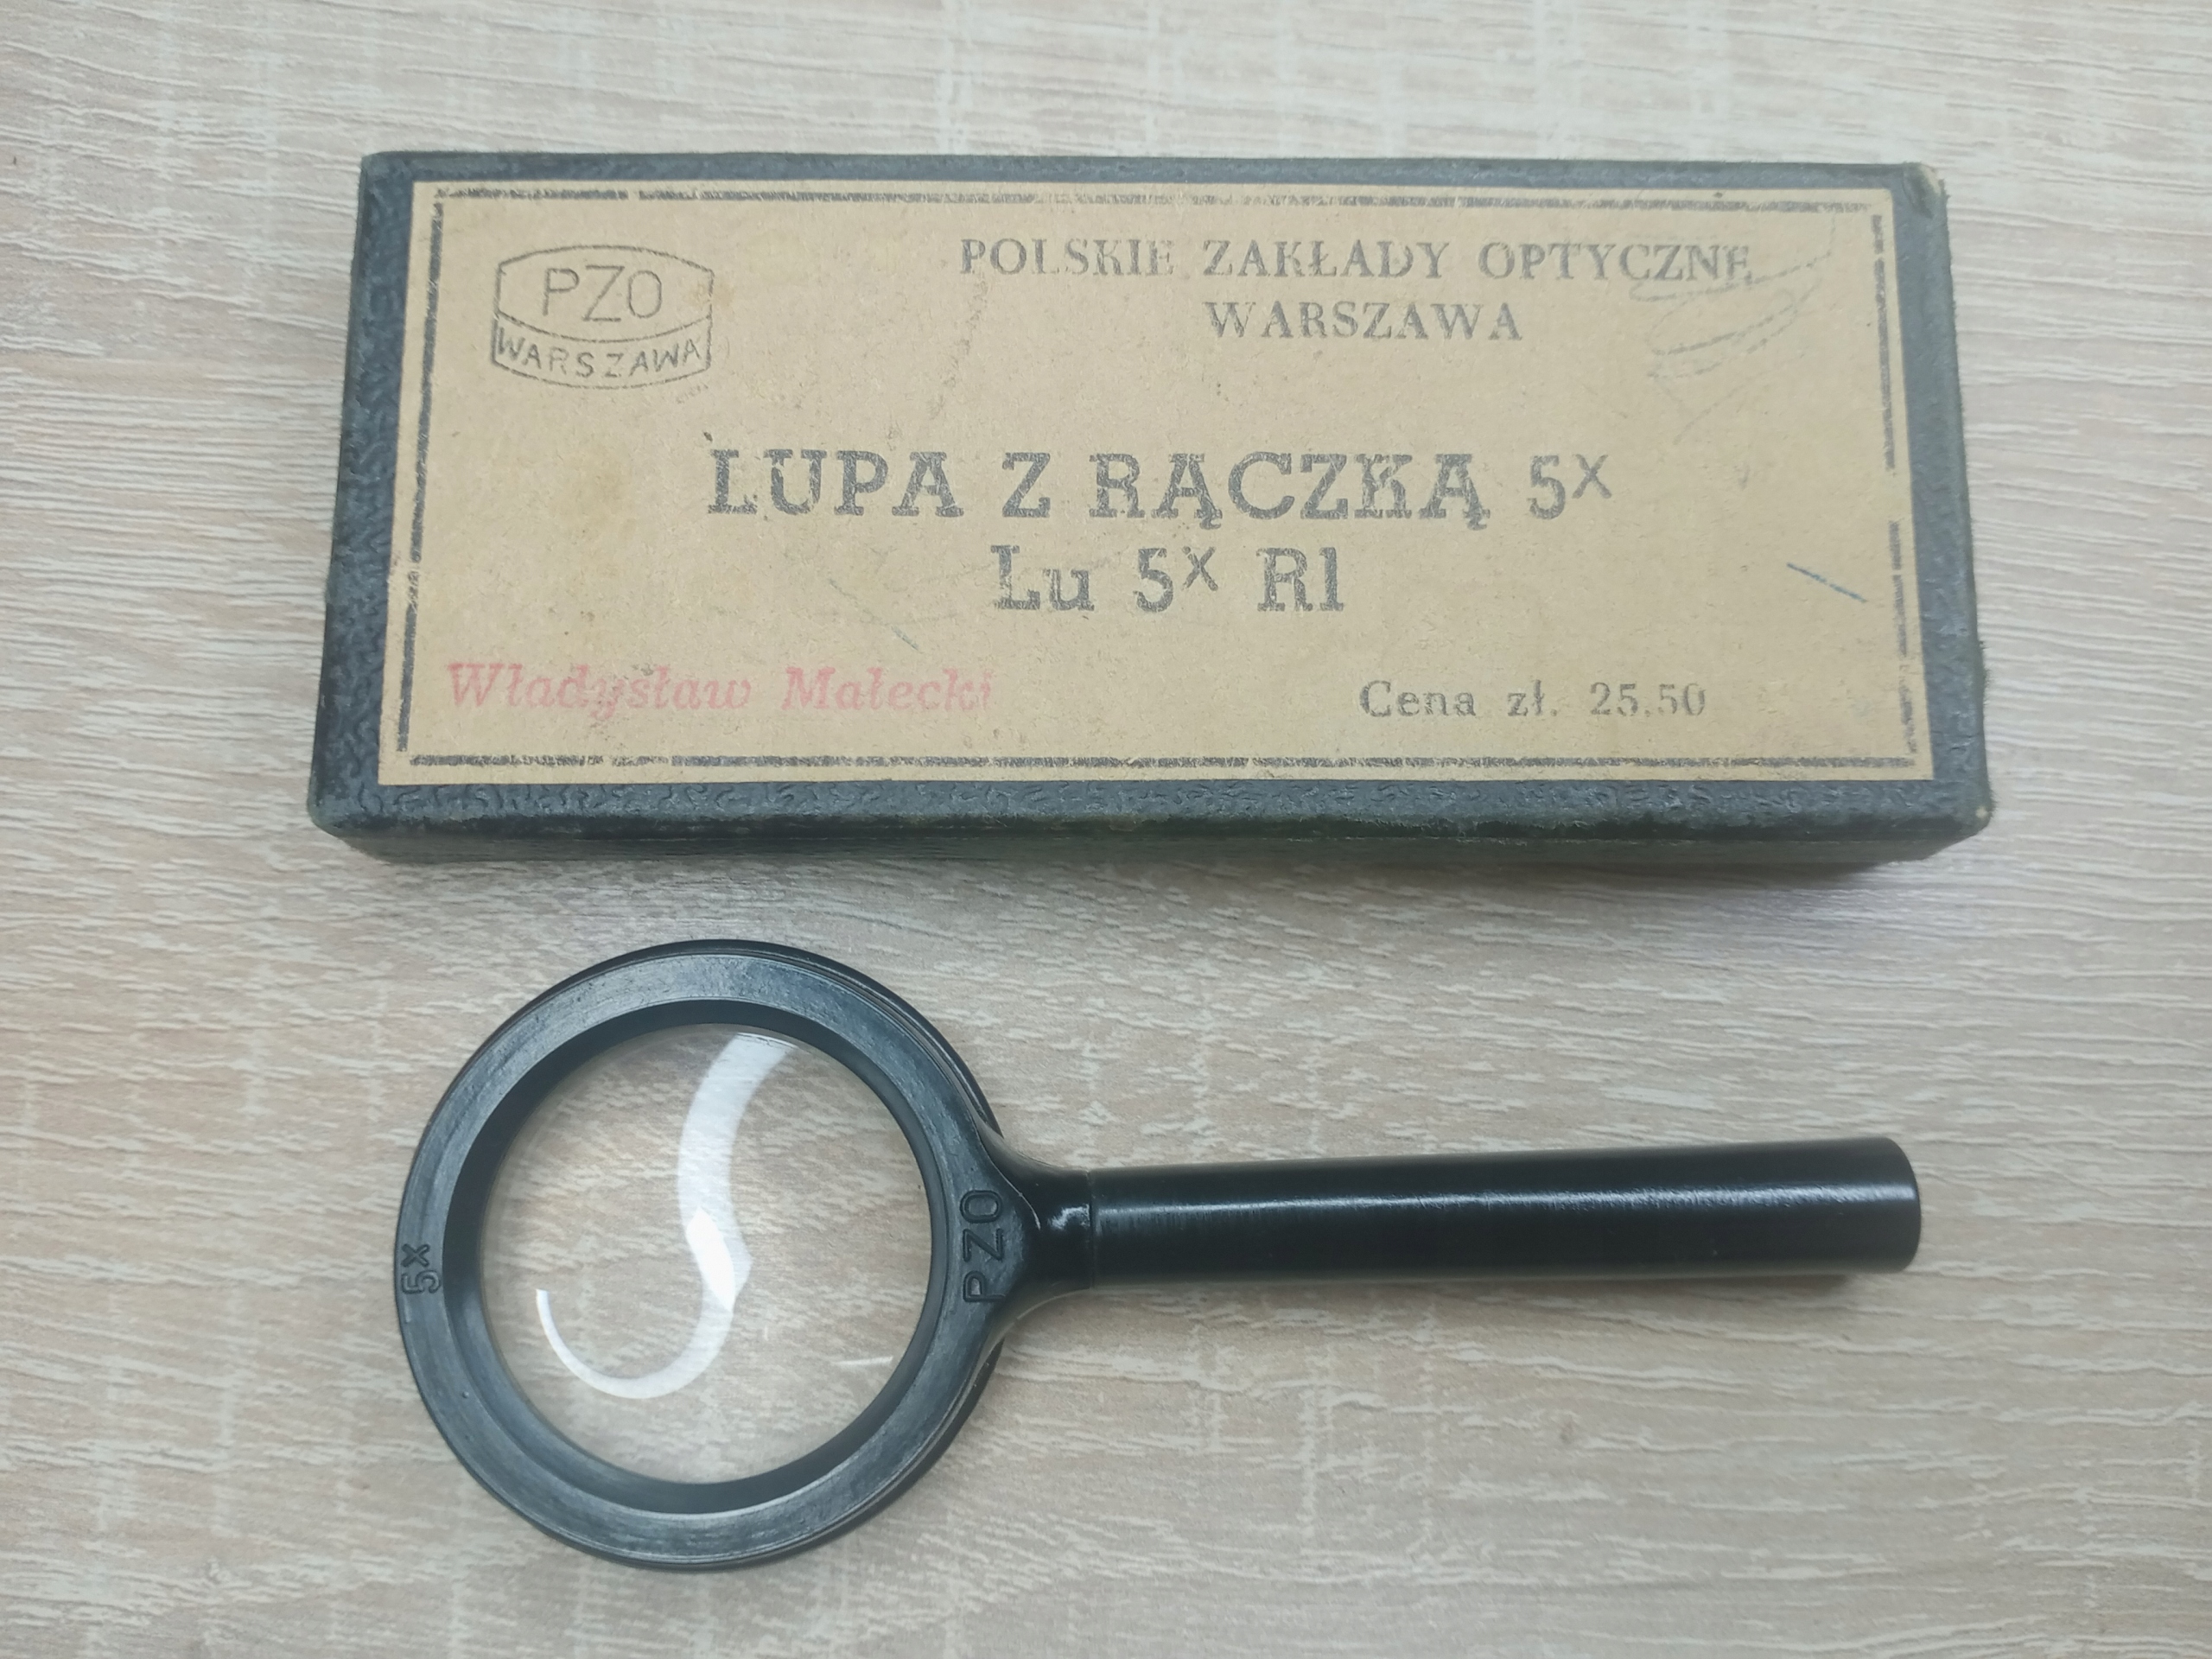 PZO
WARSZAWA
POLSKIE ZAKŁADY OPTYCZNE
WARSZAWA
LUPA Z RĄCZKĄ 5x
Lu 5x R1
Władysław Małecki
Cena zł. 25.50
5x
PZO